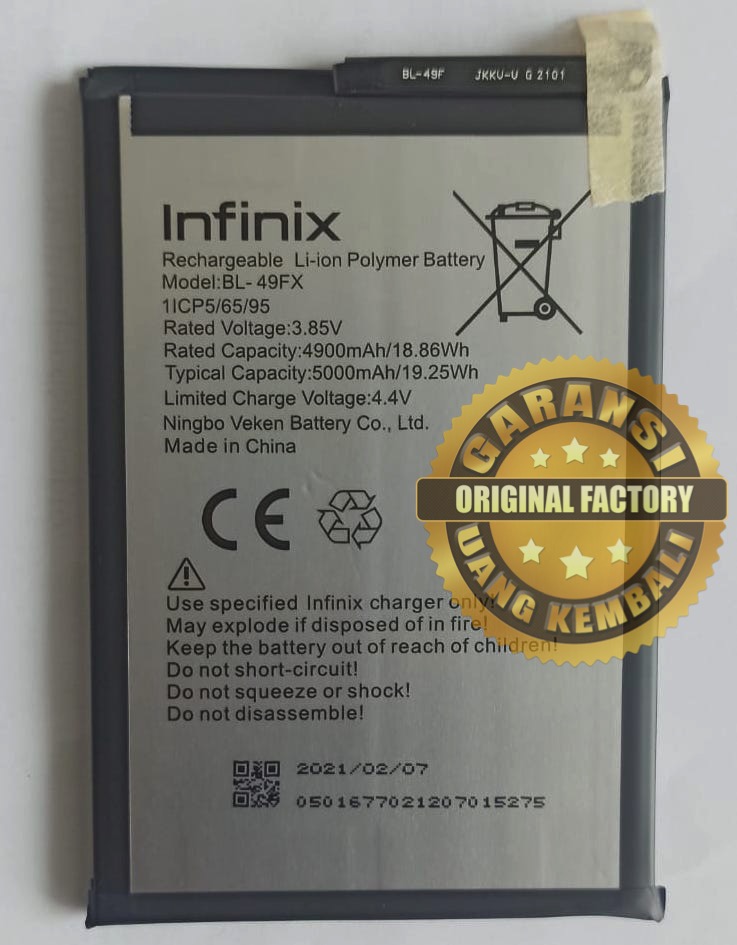 BL-49F JKKU-U G 2101
Infinix
Rechargeable Li-ion Polymer Battery
Model:BL- 49FX
1ICP5/65/95
Rated Voltage:3.85V
Rated Capacity:4900mAh/18.86Wh
Typical Capacity:5000mAh/19.25Wh
Limited Charge Voltage:4.4V
Ningbo Veken Battery Co., Ltd.
Made in China
GARANSI
ORIGINAL FACTORY
UANG KEMBALI
CE
Use specified Infinix charger only!
May explode if disposed of in fire!
Keep the battery out of reach of children!
Do not short-circuit!
Do not squeeze or shock!
Do not disassemble!
2021/02/07
0501677021207015275